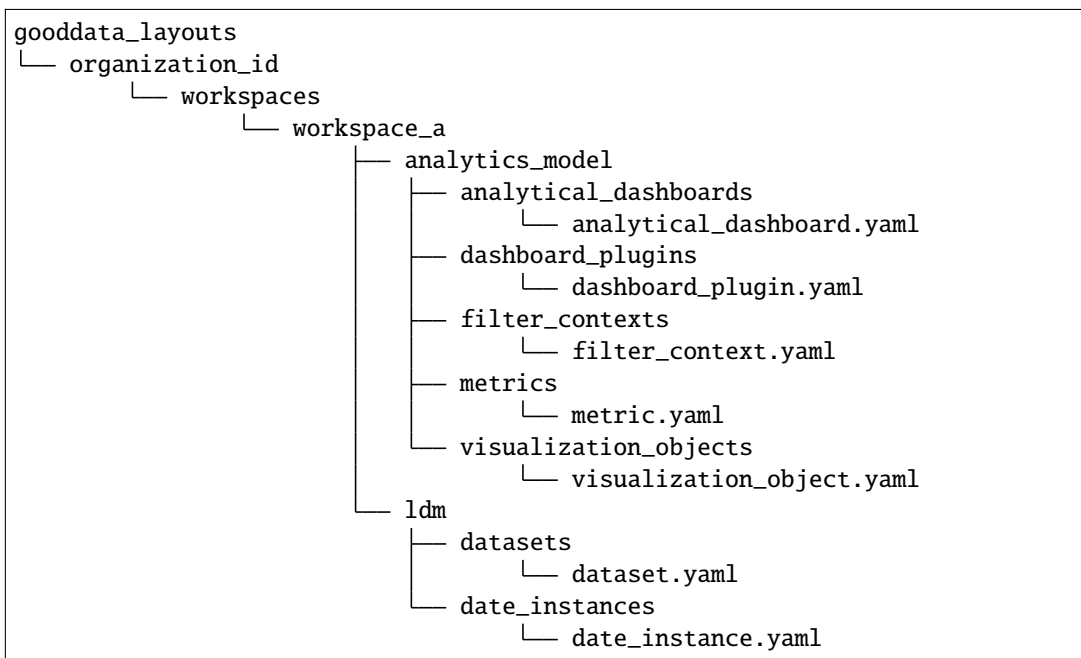 gooddata_layouts
└── organization_id
└── workspaces
└── workspace_a
├── analytics_model
│ ├── analytical_dashboards
│ │ └── analytical_dashboard.yaml
│ ├── dashboard_plugins
│ │ └── dashboard_plugin.yaml
│ ├── filter_contexts
│ │ └── filter_context.yaml
│ ├── metrics
│ │ └── metric.yaml
│ └── visualization_objects
│ └── visualization_object.yaml
└── ldm
├── datasets
│ └── dataset.yaml
└── date_instances
└── date_instance.yaml